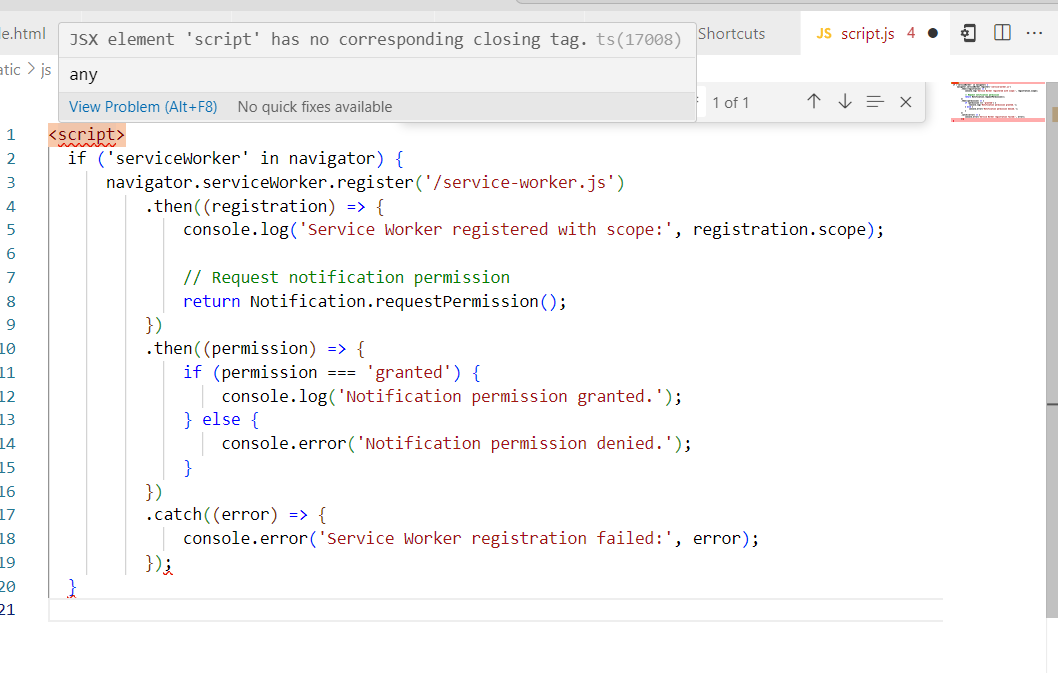 e.html
JSX element 'script' has no corresponding closing tag. ts(17008)
Shortcuts
JS script.js 4
atic > js
any
View Problem (Alt+F8) No quick fixes available
1 of 1
1 <script>
2 if ('serviceWorker' in navigator) {
3 navigator.serviceWorker.register('/service-worker.js')
4 .then((registration) => {
5 console.log('Service Worker registered with scope:', registration.scope);
6
7 // Request notification permission
8 return Notification.requestPermission();
9 })
10 .then((permission) => {
11 if (permission === 'granted') {
12 console.log('Notification permission granted.');
13 } else {
14 console.error('Notification permission denied.');
15 }
16 })
17 .catch((error) => {
18 console.error('Service Worker registration failed:', error);
19 });
20 }
21